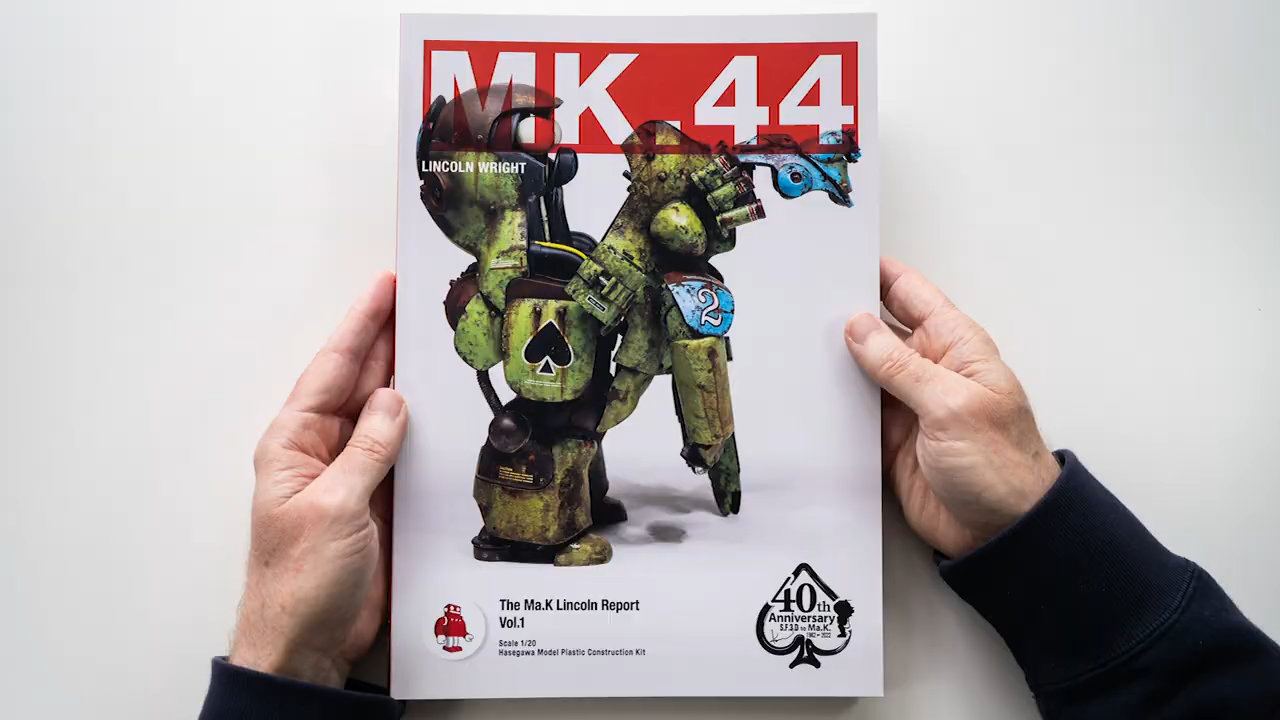 MK.44
LINCOLN WRIGHT
2
The Ma.K Lincoln Report
Vol.1
Scale 1/20
Hasegawa Model Plastic Construction Kit
40th
Anniversary
S.F.3.D to Ma.K.
1982 - 2022